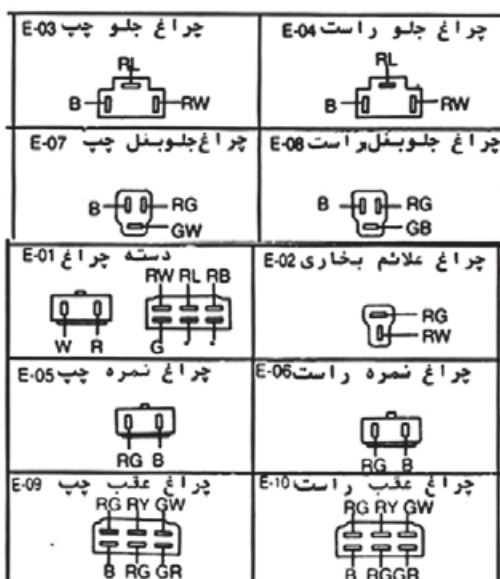 چراغ جلو چپ E-03
RL
B RW
چراغ جلو راست E-04
RL
B RW
چراغ جلوبغل چپ E-07
B RG
GW
چراغ جلوبغل راست E-08
B RG
GB
دسته چراغ E-01
RW RL RB
W R G
چراغ علائم بخاری E-02
RG
RW
چراغ نمره چپ E-05
RG B
چراغ نمره راست E-06
RG B
چراغ عقب چپ E-09
RG RY GW
B RG GR
چراغ عقب راست E-10
RG RY GW
B RG GR